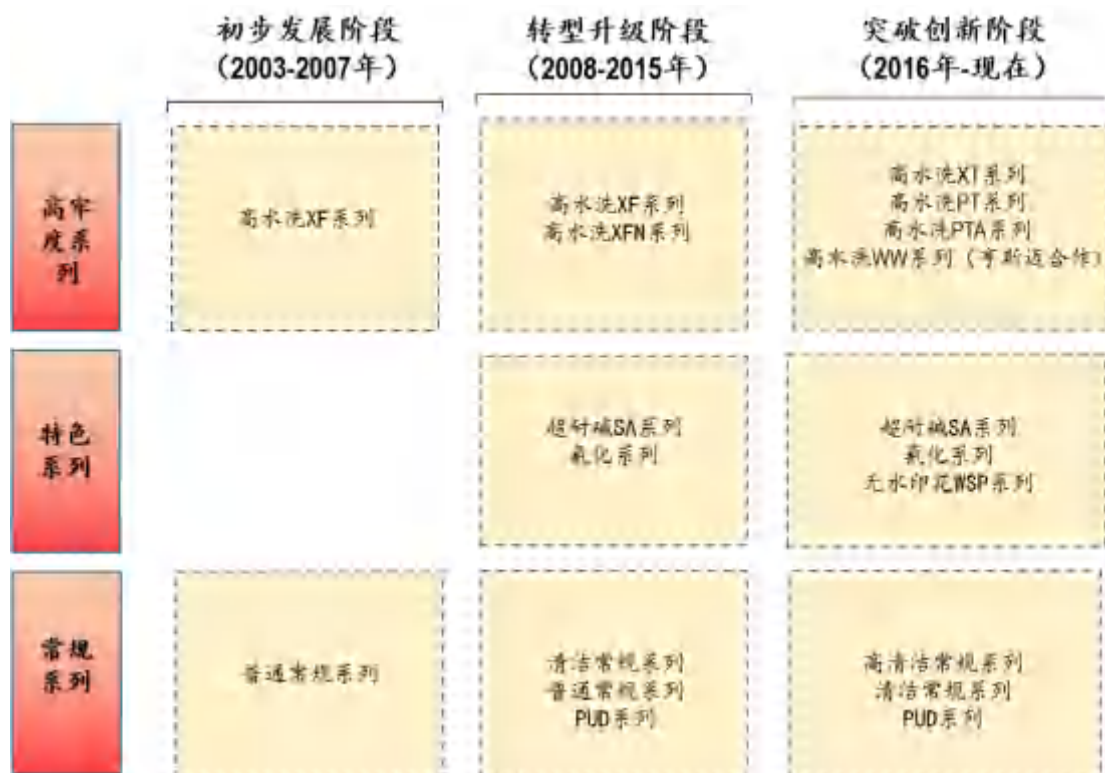 初步发展阶段
（2003-2007年）
转型升级阶段
（2008-2015年）
突破创新阶段
（2016年-现在）
高牢
度系
列
高水洗XF系列
高水洗XF系列
高水洗XFN系列
高水洗XT系列
高水洗PT系列
高水洗PTA系列
高水洗WW系列（亨斯迈合作）
特色
系列
超耐碱SA系列
氟化系列
超耐碱SA系列
氟化系列
无水印花WSP系列
常规
系列
普通常规系列
清洁常规系列
普通常规系列
PUD系列
高清洁常规系列
清洁常规系列
PUD系列